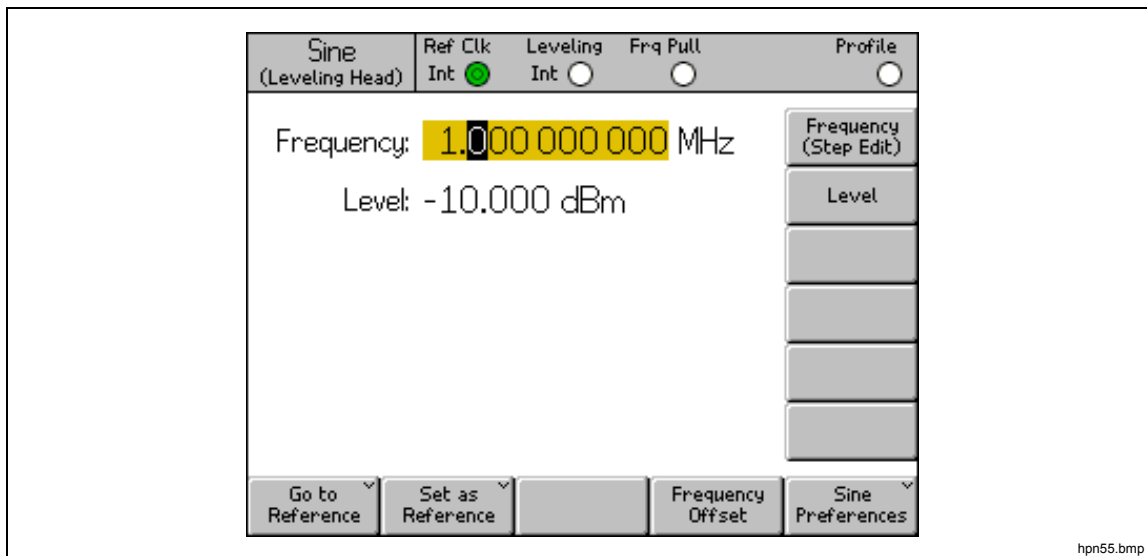 Sine
(Leveling Head)
Ref Clk Leveling Frq Pull Profile
Int Int
Frequency: 1.000 000 000 MHz
Level: -10.000 dBm
Frequency
(Step Edit)
Level
Go to
Reference
Set as
Reference
Frequency
Offset
Sine
Preferences
hpn55.bmp